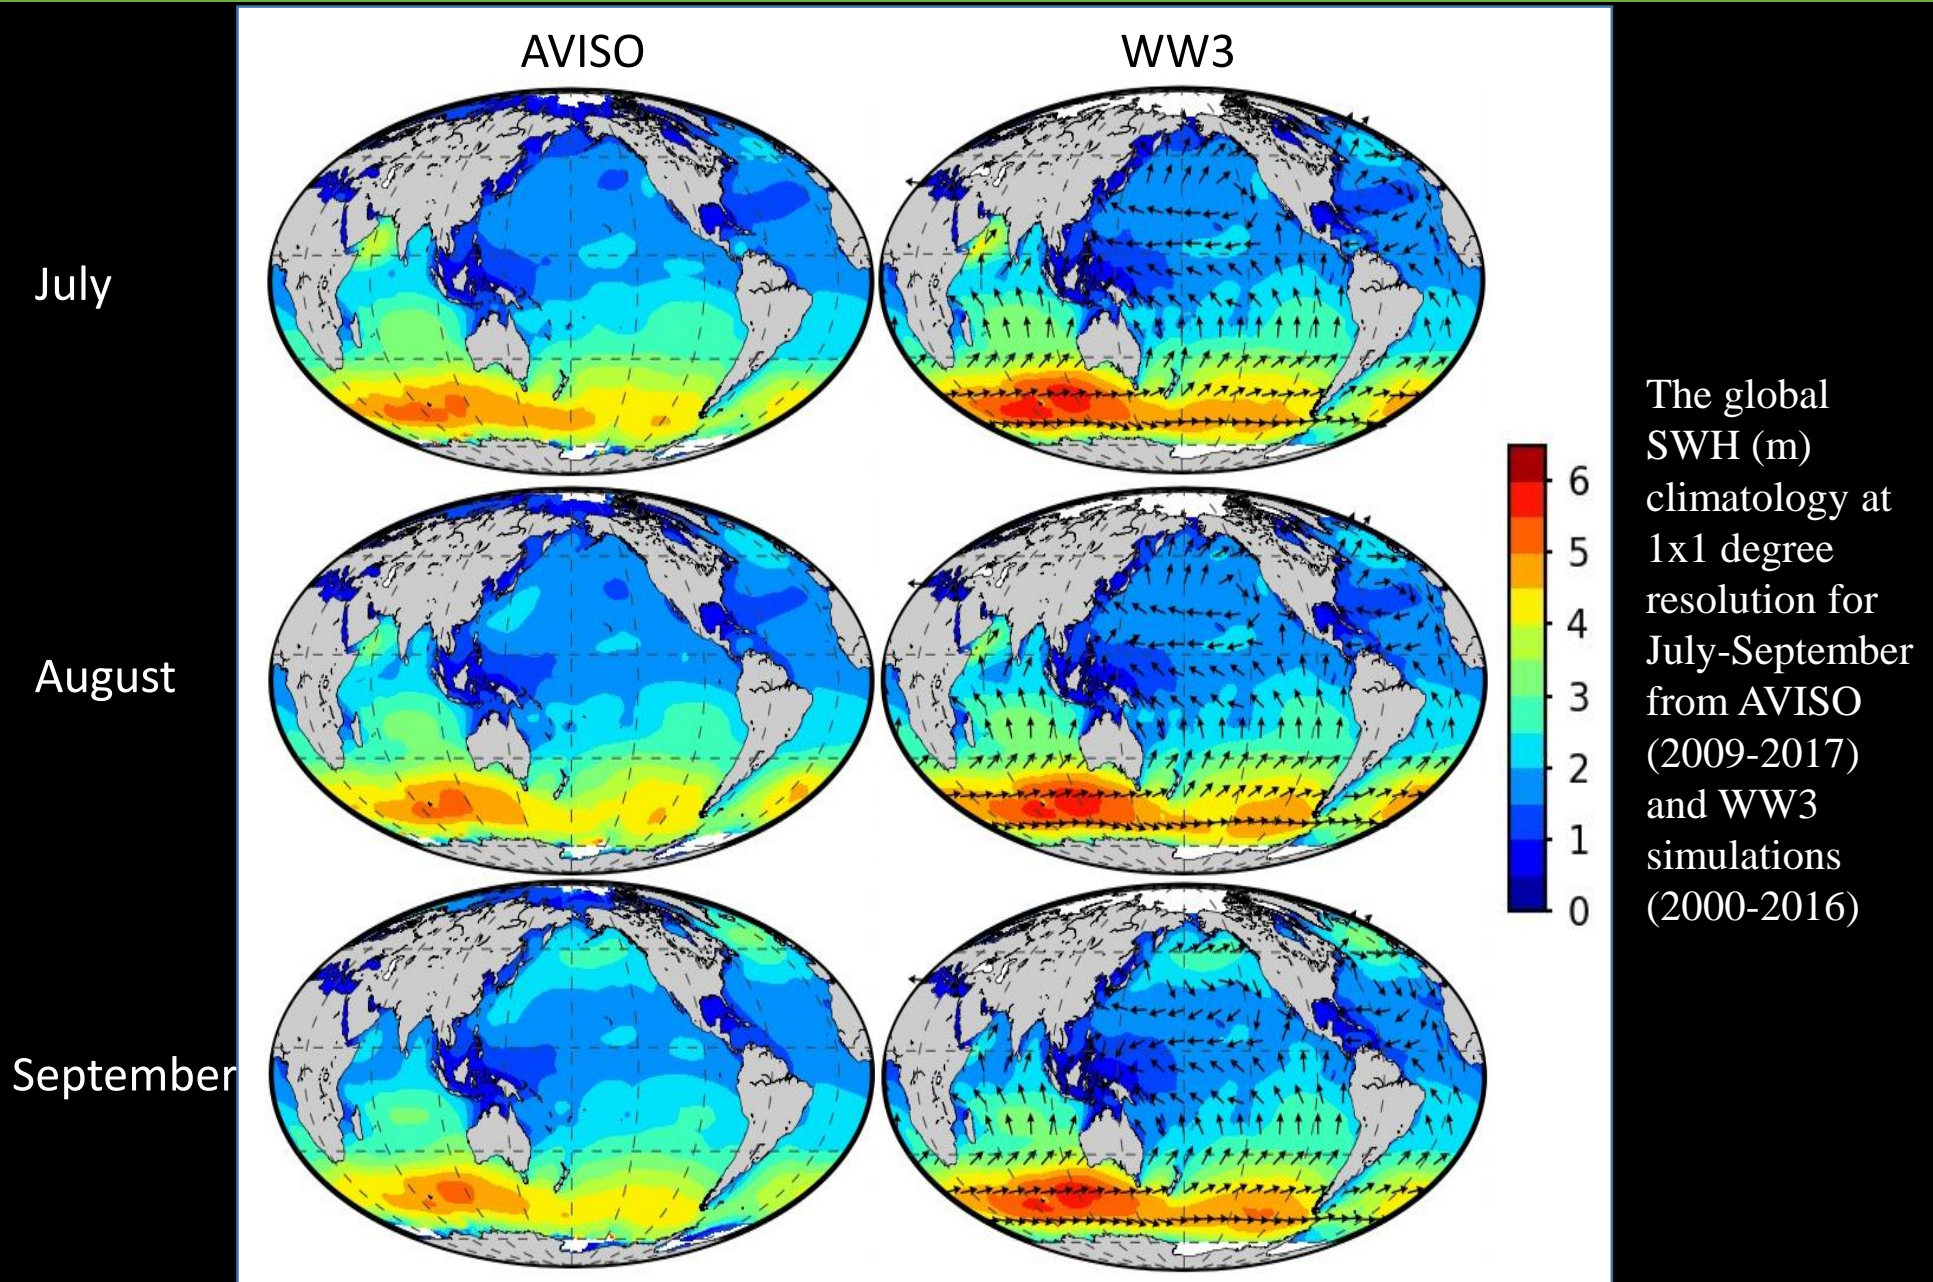 AVISO
WW3
July
August
September
6
5
4
3
2
1
0
The global
SWH (m)
climatology at
1x1 degree
resolution for
July-September
from AVISO
(2009-2017)
and WW3
simulations
(2000-2016)